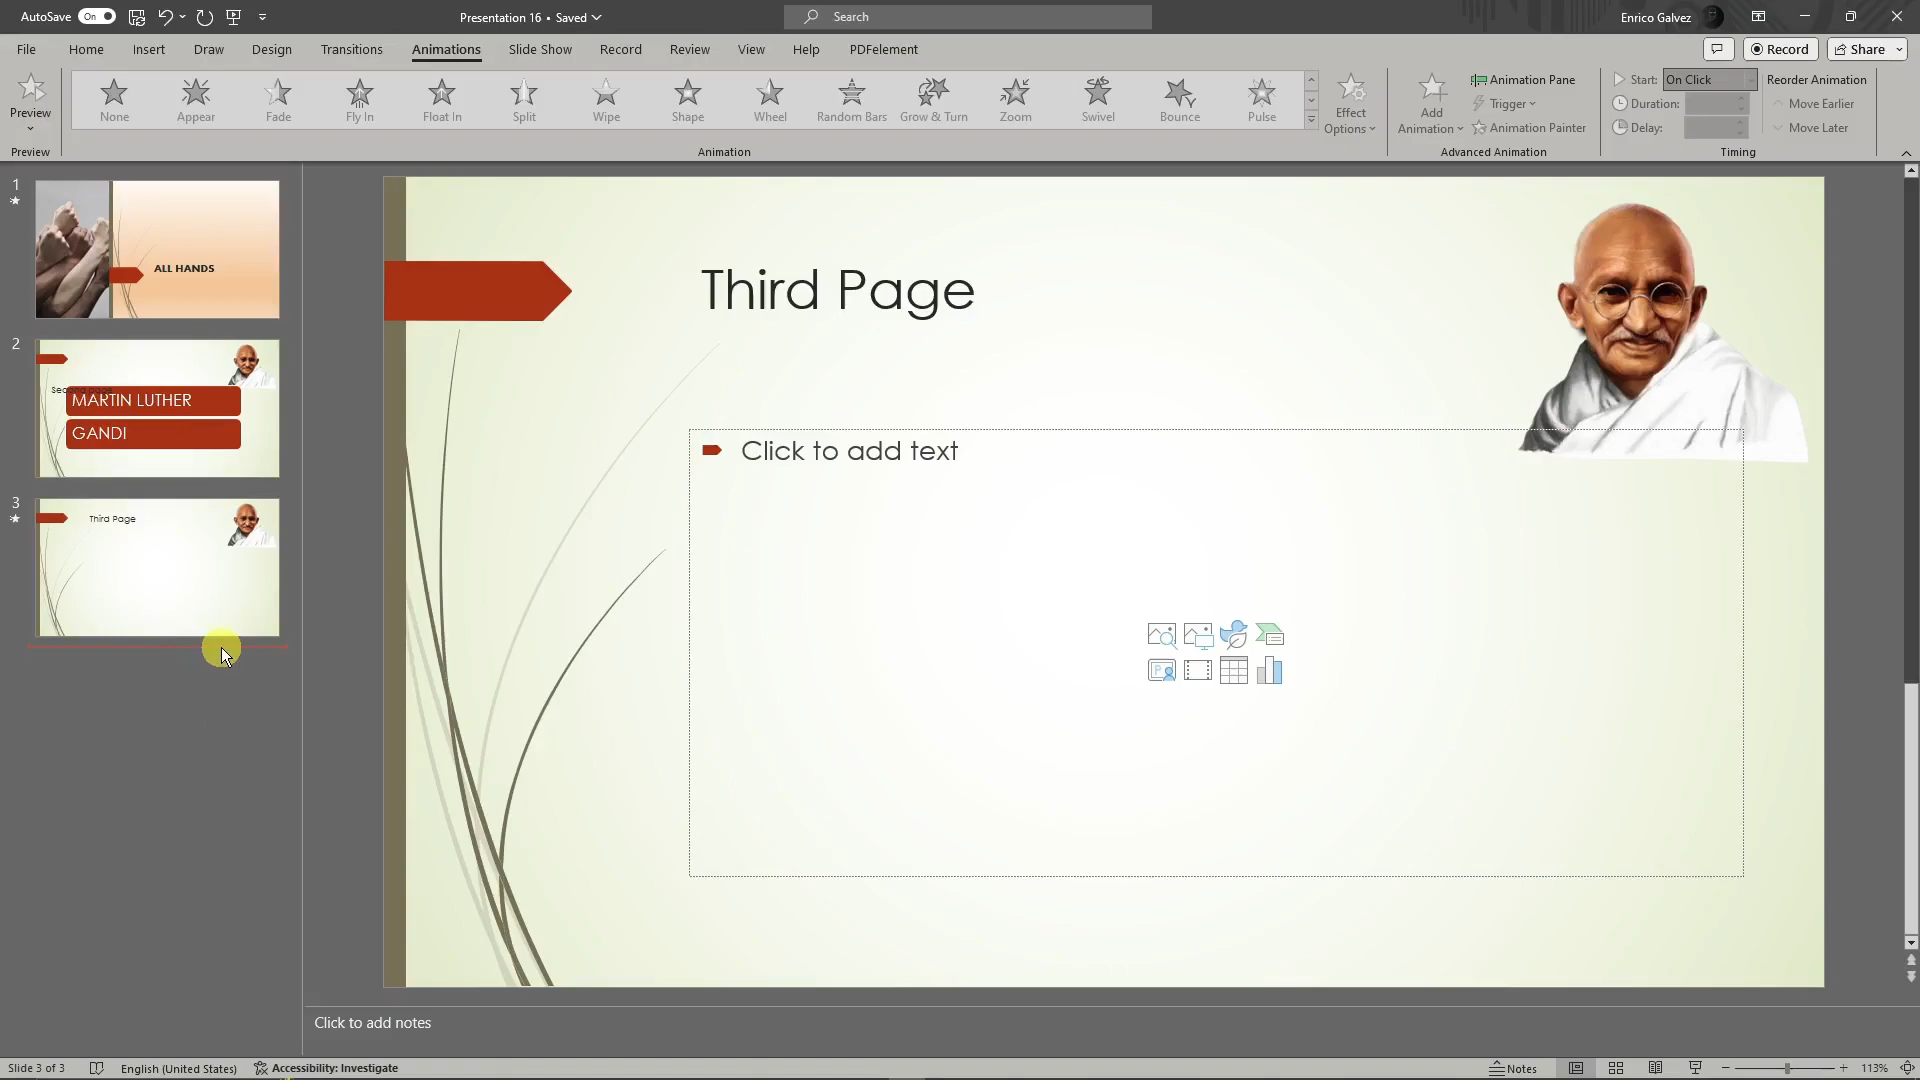 AutoSave On Presentation 16 • Saved Search Enrico Galvez
File Home Insert Draw Design Transitions Animations Slide Show Record Review View Help PDFelement Record Share
Preview
None Appear Fade Fly In Float In Split Wipe Shape Wheel Random Bars Grow & Turn Zoom Swivel Bounce Pulse
Effect Options
Add Animation
Animation Pane
Trigger
Animation Painter
Start: On Click
Duration:
Delay:
Reorder Animation
Move Earlier
Move Later
Preview Animation Advanced Animation Timing
1
ALL HANDS
2
Second page
MARTIN LUTHER
GANDI
3
Third Page
Third Page
Click to add text
Click to add notes
Slide 3 of 3 English (United States) Accessibility: Investigate Notes 113%